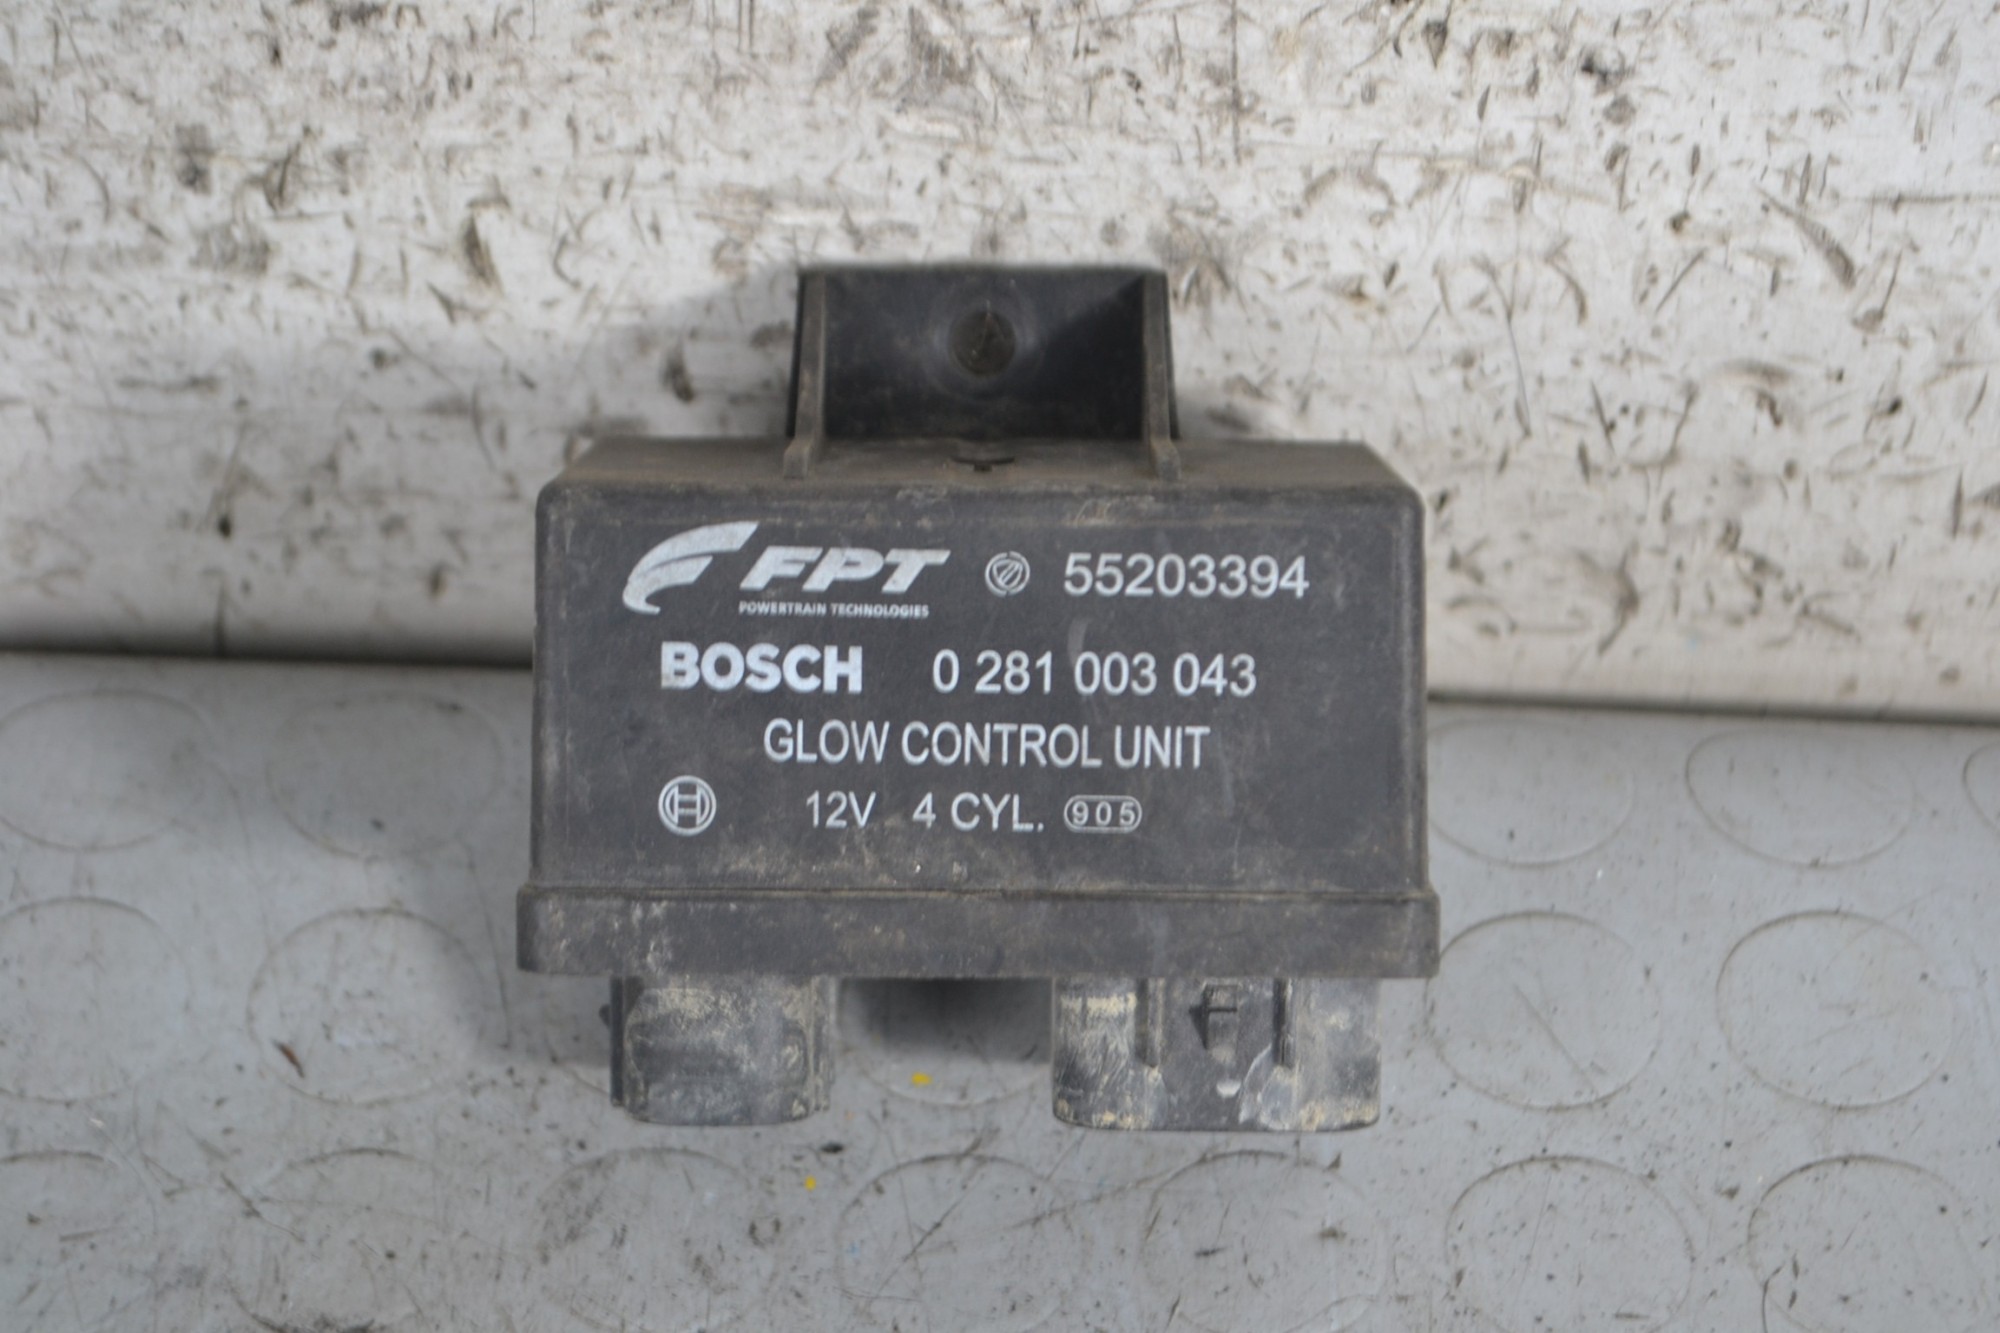 FPT 55203394
POWERTRAIN TECHNOLOGIES
BOSCH 0 281 003 043
GLOW CONTROL UNIT
12V 4 CYL. 905